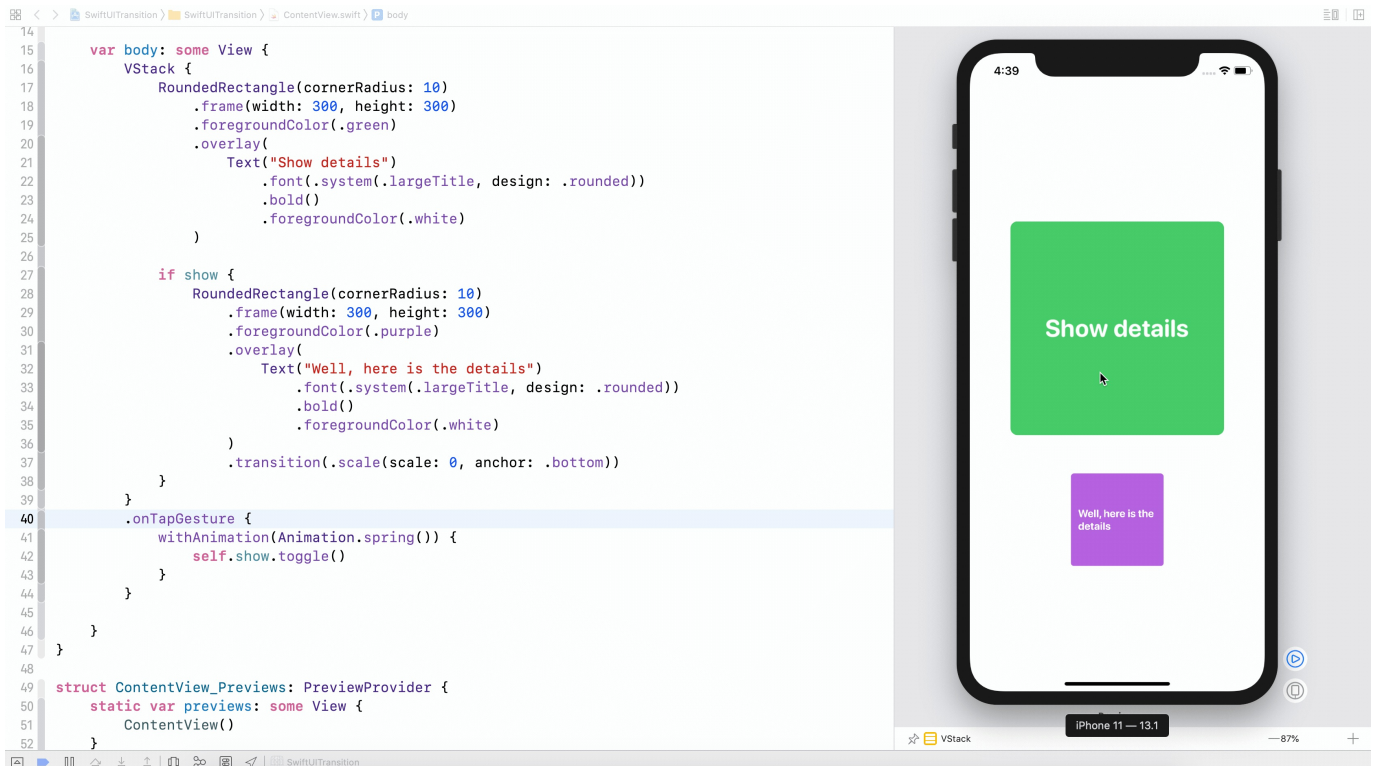 SwiftUITransition SwiftUITransition ContentView.swift P body
14
15 var body: some View {
16 VStack {
17 RoundedRectangle(cornerRadius: 10)
18 .frame(width: 300, height: 300)
19 .foregroundColor(.green)
20 .overlay(
21 Text("Show details")
22 .font(.system(.largeTitle, design: .rounded))
23 .bold()
24 .foregroundColor(.white)
25 )
26
27 if show {
28 RoundedRectangle(cornerRadius: 10)
29 .frame(width: 300, height: 300)
30 .foregroundColor(.purple)
31 .overlay(
32 Text("Well, here is the details")
33 .font(.system(.largeTitle, design: .rounded))
34 .bold()
35 .foregroundColor(.white)
36 )
37 .transition(.scale(scale: 0, anchor: .bottom))
38 }
39 }
40 .onTapGesture {
41 withAnimation(Animation.spring()) {
42 self.show.toggle()
43 }
44 }
45
46 }
47 }
48
49 struct ContentView_Previews: PreviewProvider {
50 static var previews: some View {
51 ContentView()
52 }
SwiftUITransition
4:39
Show details
Well, here is the
details
iPhone 11 — 13.1
VStack
87%